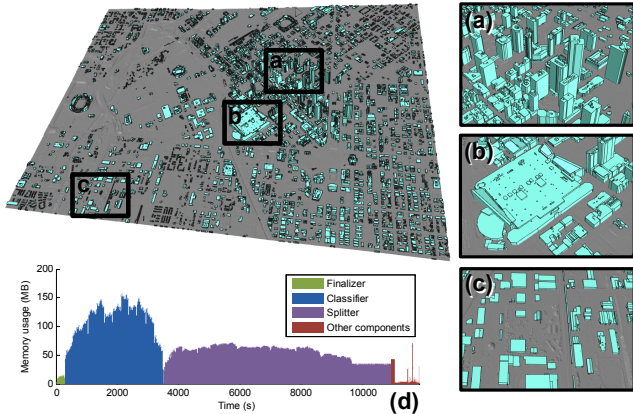 a
b
c
(a)
(b)
(c)
200
150
100
50
0
Memory usage (MB)
0
2000
4000
6000
8000
10000
Time (s)
Finalizer
Classifier
Splitter
Other components
(d)